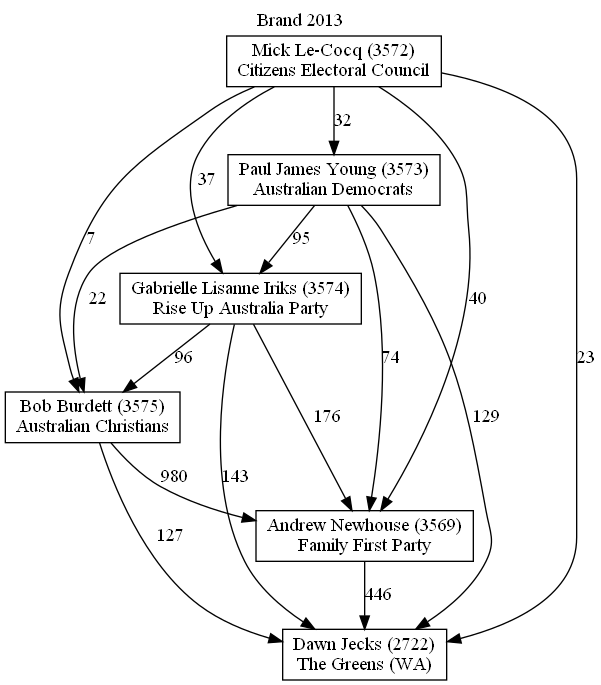 Brand 2013
Mick Le-Cocq (3572)
Citizens Electoral Council
32
Paul James Young (3573)
Australian Democrats
37
7
95
22
40
Gabrielle Lisanne Iriks (3574)
Rise Up Australia Party
96
74
23
Bob Burdett (3575)
Australian Christians
176
129
980
143
127
Andrew Newhouse (3569)
Family First Party
446
Dawn Jecks (2722)
The Greens (WA)